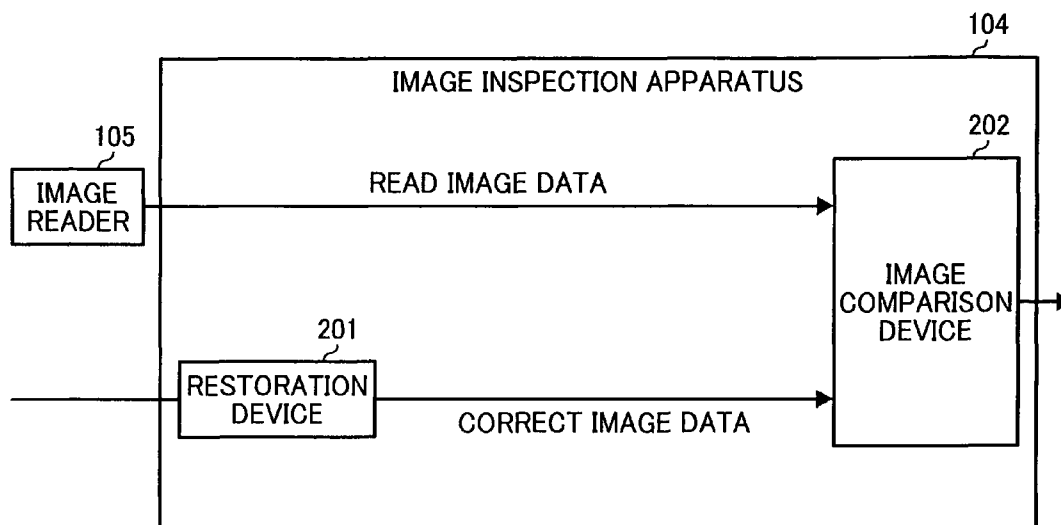 104
IMAGE INSPECTION APPARATUS
105
202
IMAGE
READER
READ IMAGE DATA
IMAGE
COMPARISON
DEVICE
201
RESTORATION
DEVICE
CORRECT IMAGE DATA